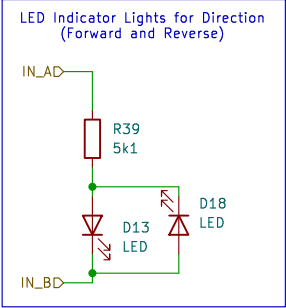 LED Indicator Lights for Direction
(Forward and Reverse)
IN_A
R39
5k1
D18
LED
D13
LED
IN_B